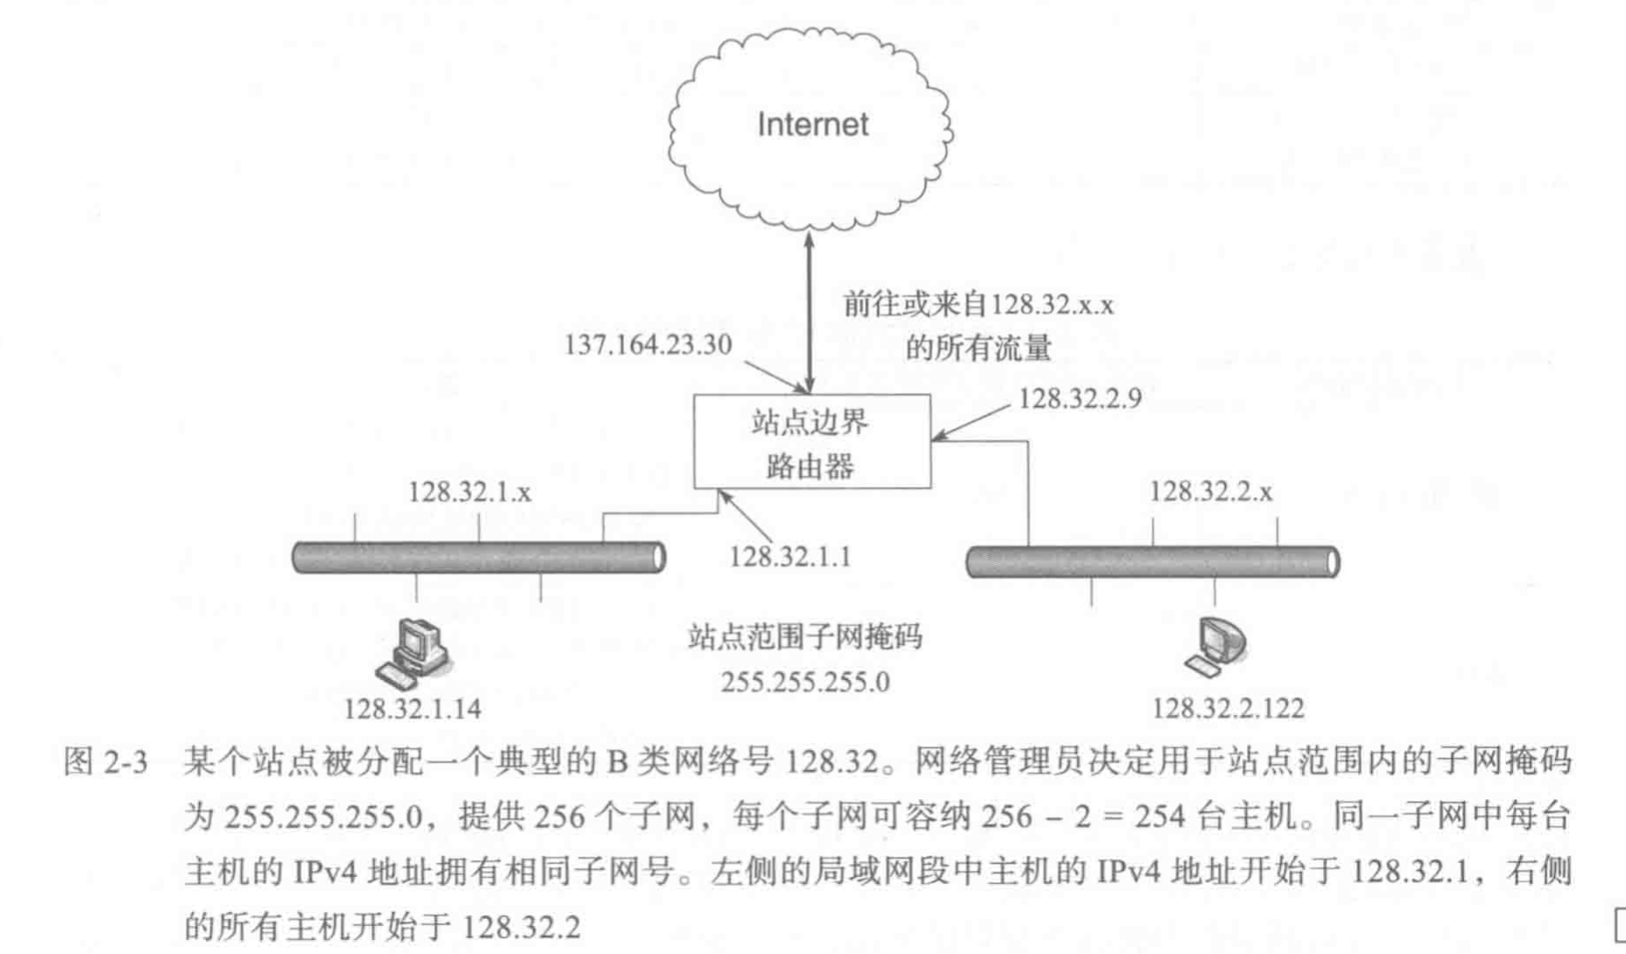 Internet
前往或来自128.32.x.x
的所有流量
137.164.23.30
128.32.2.9
站点边界
路由器
128.32.1.x
128.32.2.x
128.32.1.1
站点范围子网掩码
255.255.255.0
128.32.1.14
128.32.2.122
图 2-3 某个站点被分配一个典型的 B 类网络号 128.32。网络管理员决定用于站点范围内的子网掩码
为 255.255.255.0，提供 256 个子网，每个子网可容纳 256 – 2 = 254 台主机。同一子网中每台
主机的 IPv4 地址拥有相同子网号。左侧的局域网段中主机的 IPv4 地址开始于 128.32.1，右侧
的所有主机开始于 128.32.2